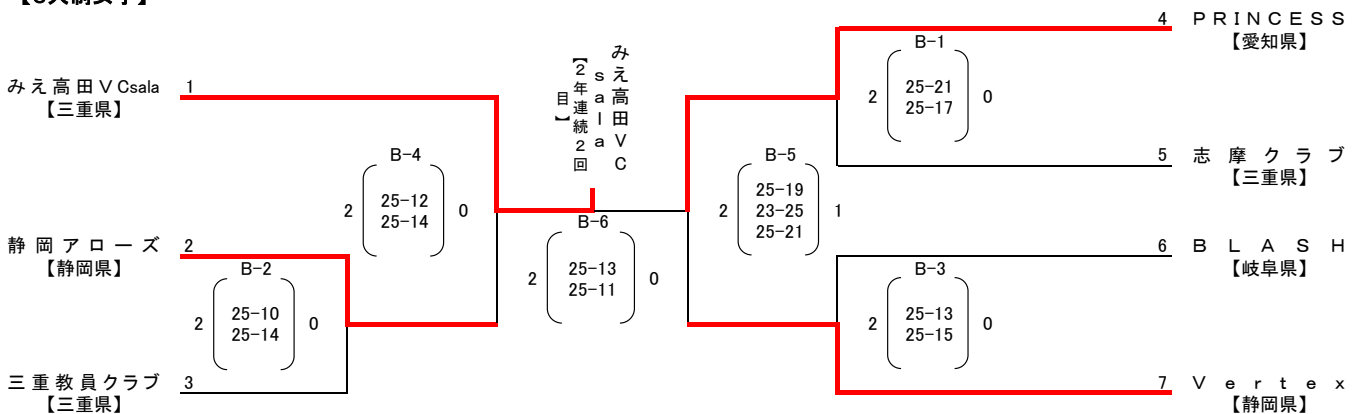 みえ高田VCsala
【三重県】
1
静岡アローズ
【静岡県】
2
三重教員クラブ
【三重県】
3
B-2
2
25-10
25-14
0
B-4
2
25-12
25-14
0
みえ高田VC
sala
【2年連続2回
目】
B-6
2
25-13
25-11
0
B-5
2
25-19
23-25
25-21
1
B-1
2
25-21
25-17
0
B-3
2
25-13
25-15
0
4
PRINCESS
【愛知県】
5
志摩クラブ
【三重県】
6
BLASH
【岐阜県】
7
Vertex
【静岡県】